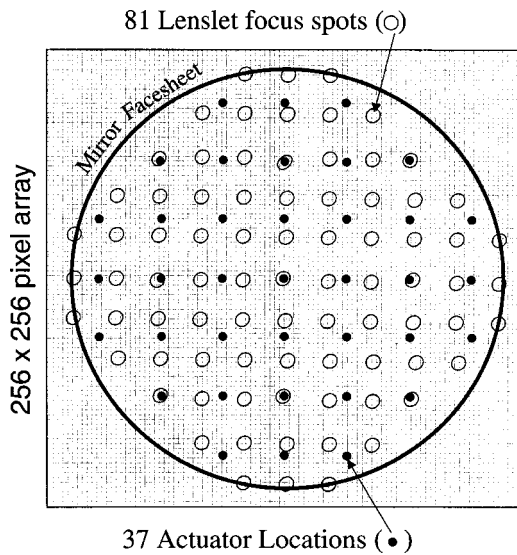 81 Lenslet focus spots (○)
Mirror Facesheet
256 x 256 pixel array
37 Actuator Locations (●)